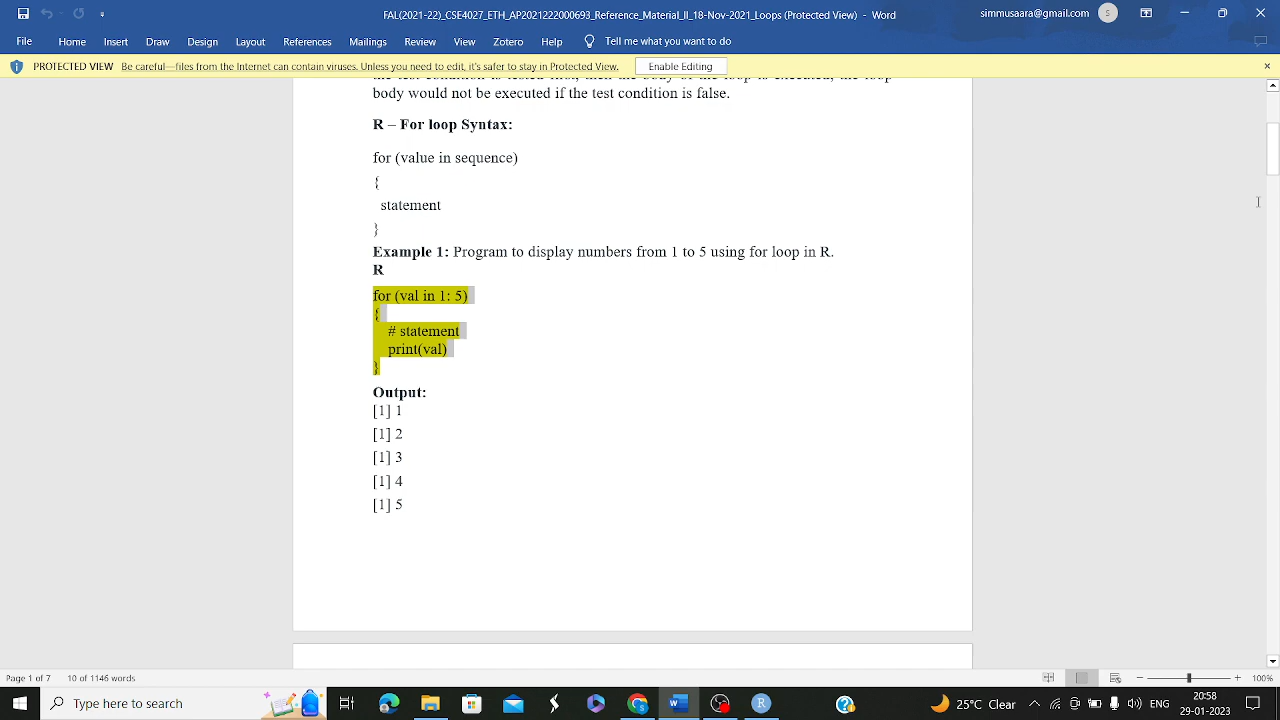 FAL(2021-22)_CSE4027_ETH_AP2021222000693_Reference_Material_II_18-Nov-2021_Loops (Protected View) - Word
simmusaara@gmail.com
S
File Home Insert Draw Design Layout References Mailings Review View Zotero Help Tell me what you want to do
PROTECTED VIEW Be careful—files from the Internet can contain viruses. Unless you need to edit, it's safer to stay in Protected View. Enable Editing
body would not be executed if the test condition is false.
R – For loop Syntax:
for (value in sequence)
{
statement
}
Example 1: Program to display numbers from 1 to 5 using for loop in R.
R
for (val in 1: 5)
{
# statement
print(val)
}
Output:
[1] 1
[1] 2
[1] 3
[1] 4
[1] 5
Page 1 of 7 10 of 1146 words 100%
Type here to search
25°C Clear
ENG
20:58
29-01-2023